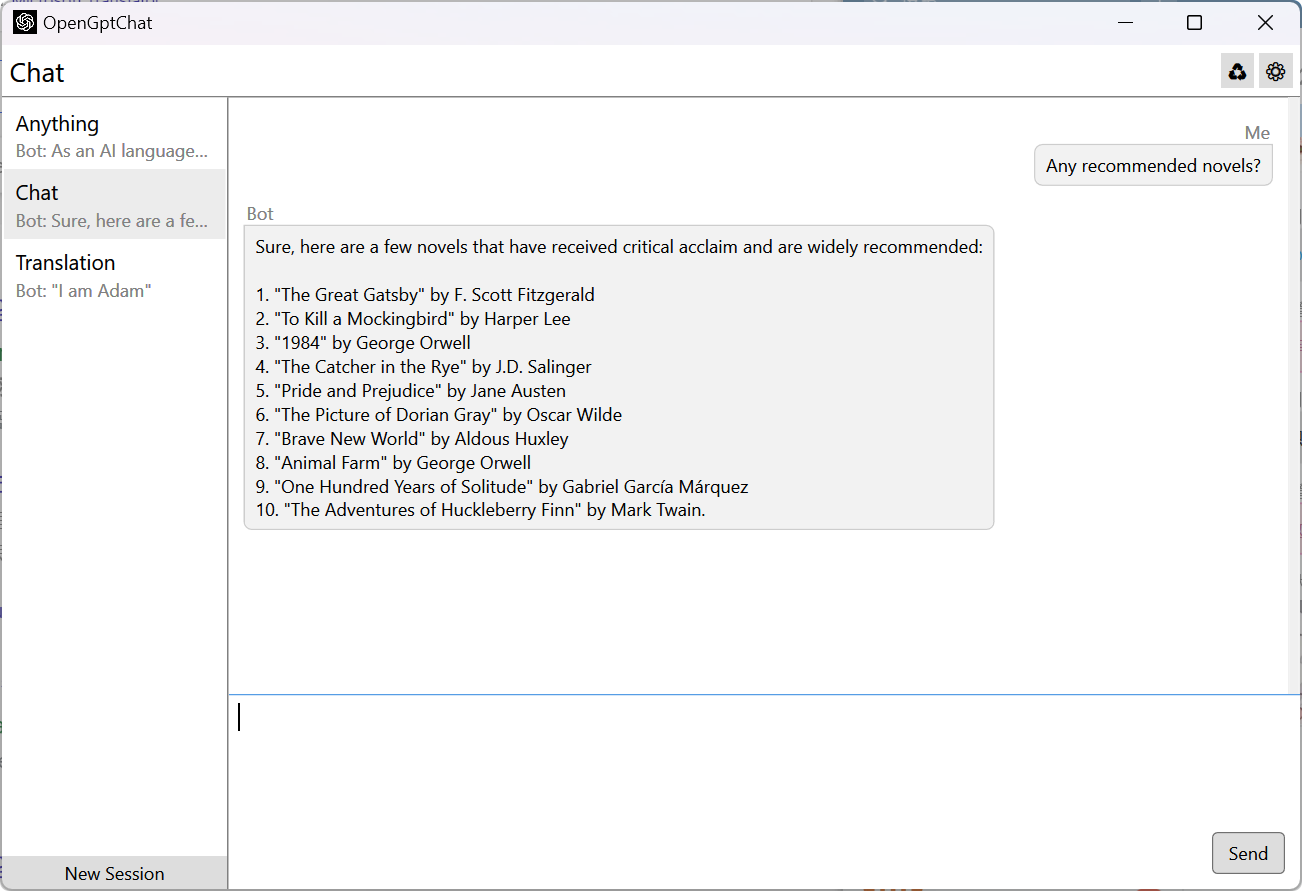 OpenGptChat
Chat
Anything
Bot: As an AI language...
Chat
Bot: Sure, here are a fe...
Translation
Bot: "I am Adam"
New Session
Me
Any recommended novels?
Bot
Sure, here are a few novels that have received critical acclaim and are widely recommended:
1. "The Great Gatsby" by F. Scott Fitzgerald
2. "To Kill a Mockingbird" by Harper Lee
3. "1984" by George Orwell
4. "The Catcher in the Rye" by J.D. Salinger
5. "Pride and Prejudice" by Jane Austen
6. "The Picture of Dorian Gray" by Oscar Wilde
7. "Brave New World" by Aldous Huxley
8. "Animal Farm" by George Orwell
9. "One Hundred Years of Solitude" by Gabriel García Márquez
10. "The Adventures of Huckleberry Finn" by Mark Twain.
Send